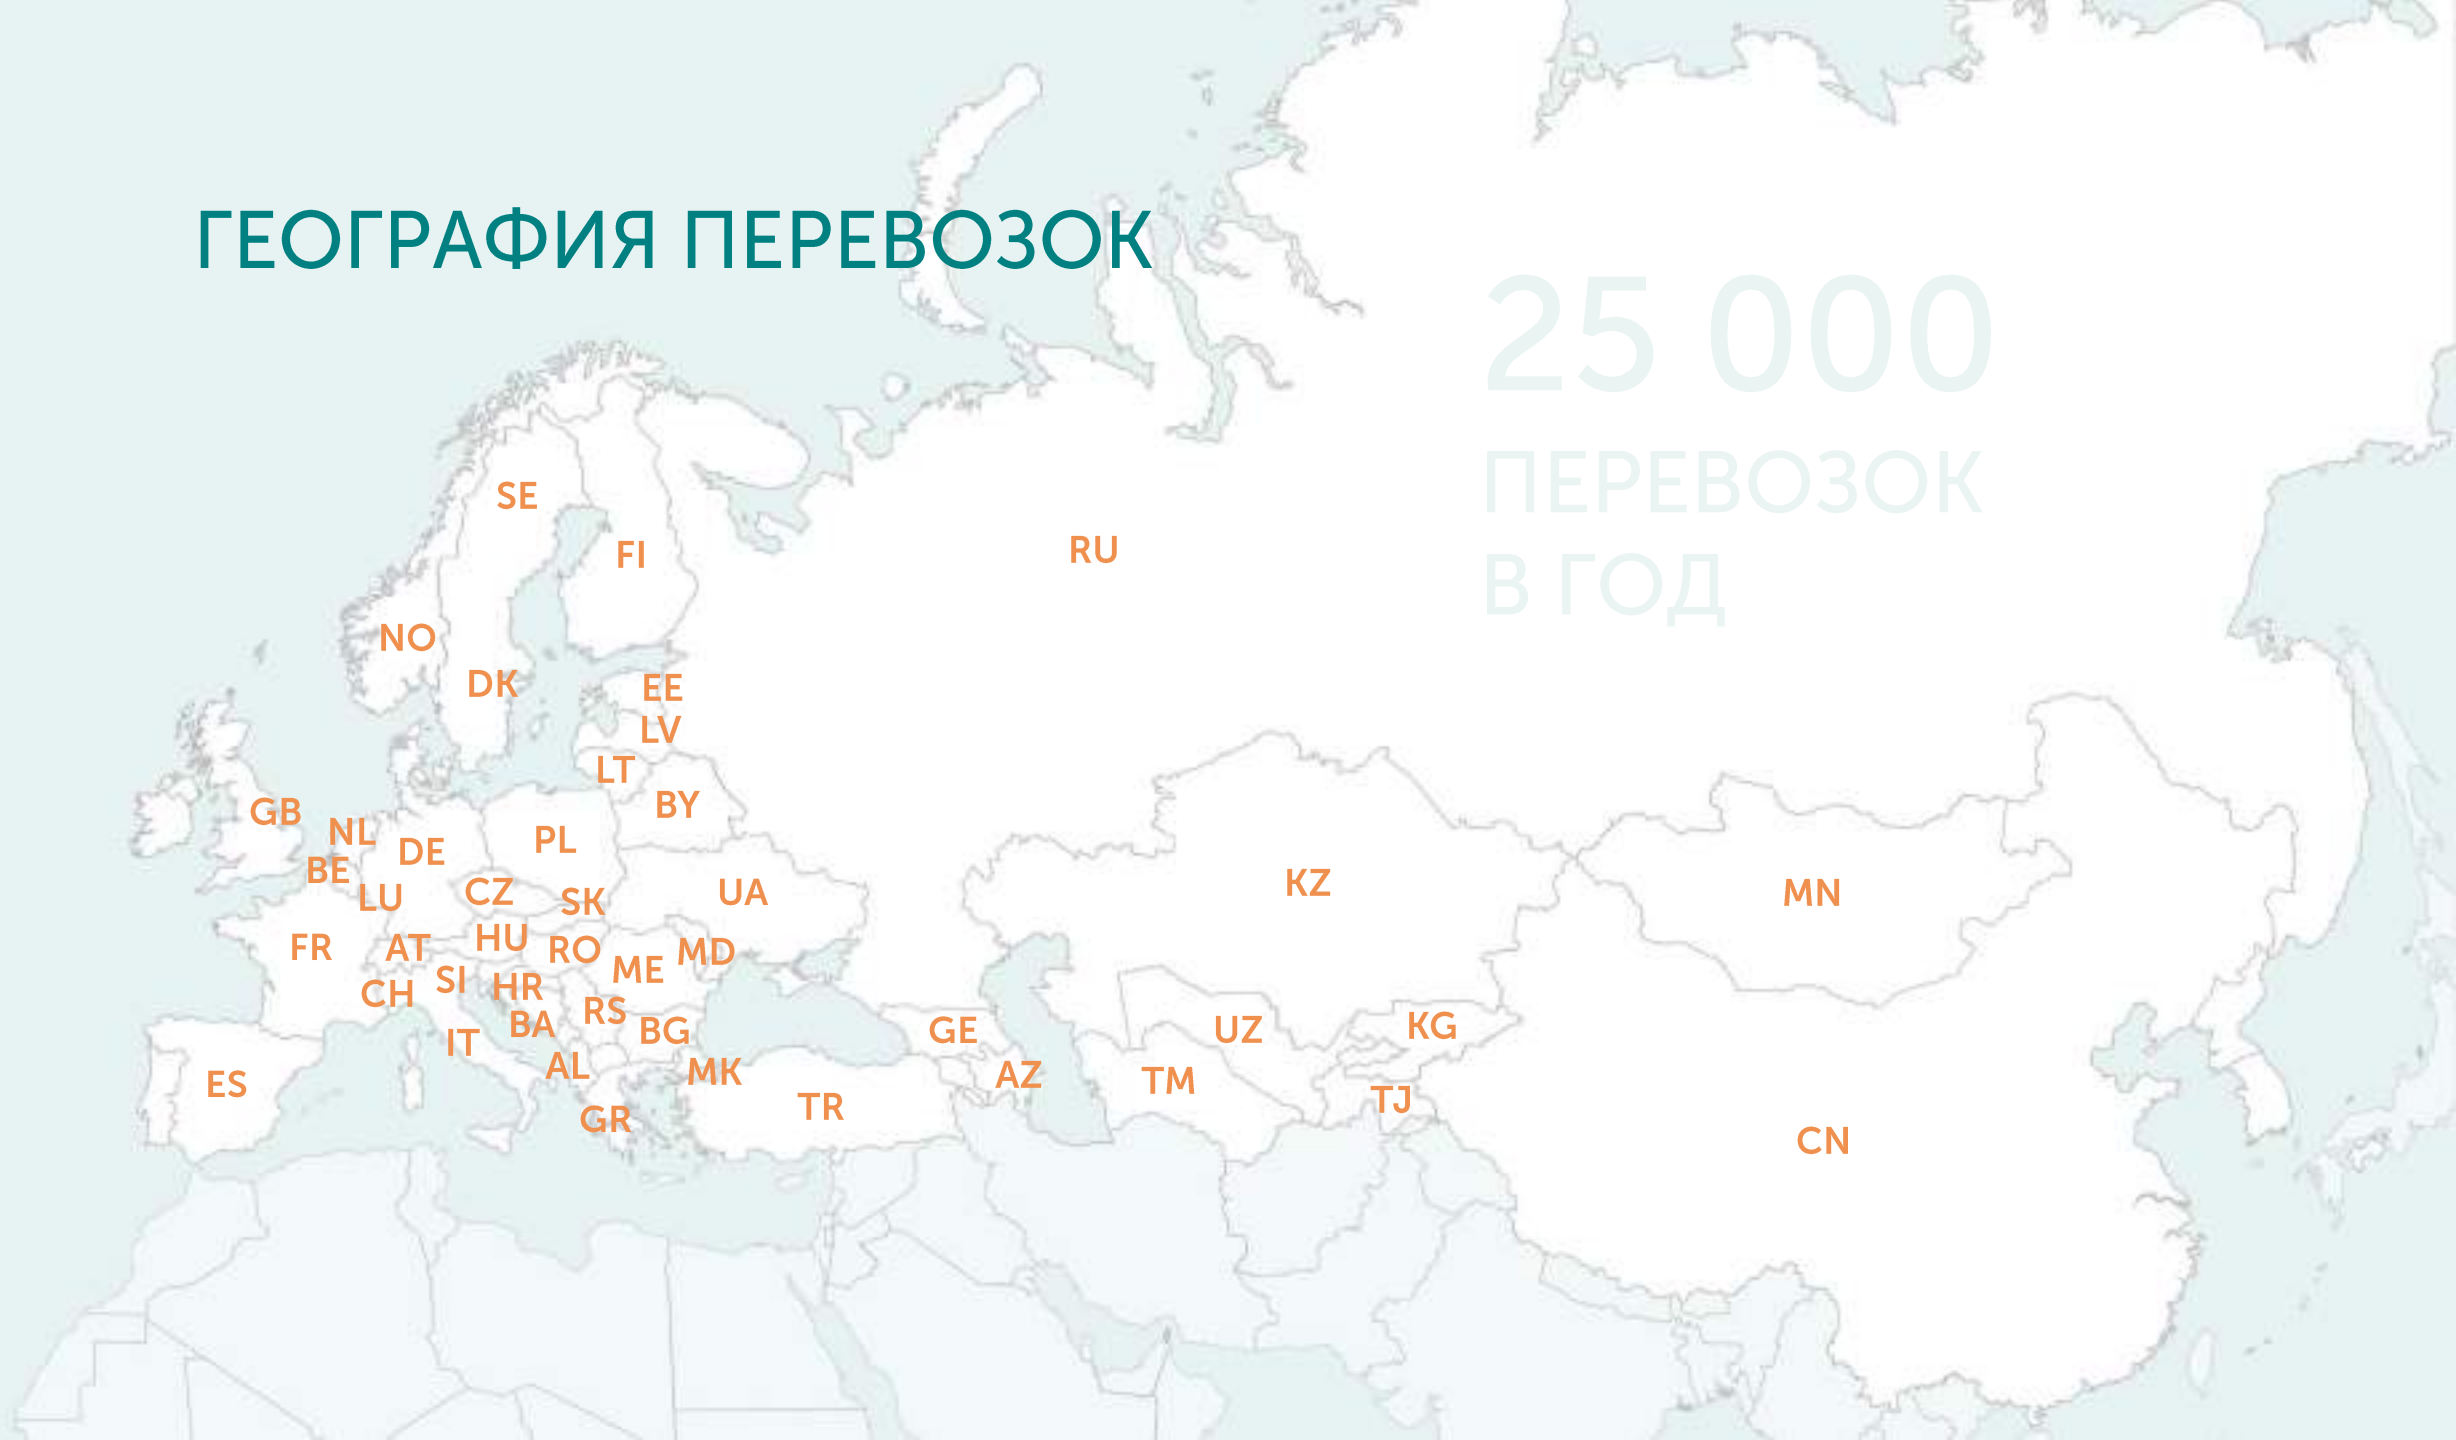 ГЕОГРАФИЯ ПЕРЕВОЗОК
25 000
ПЕРЕВОЗОК
В ГОД
SE
FI
RU
NO
DK
EE
LV
LT
BY
GB
NL
DE
PL
BE
LU
CZ
SK
UA
KZ
MN
FR
AT
HU
RO
ME
MD
CH
SI
HR
RS
BA
BG
IT
GE
UZ
KG
AL
MK
AZ
TM
TJ
ES
GR
TR
CN